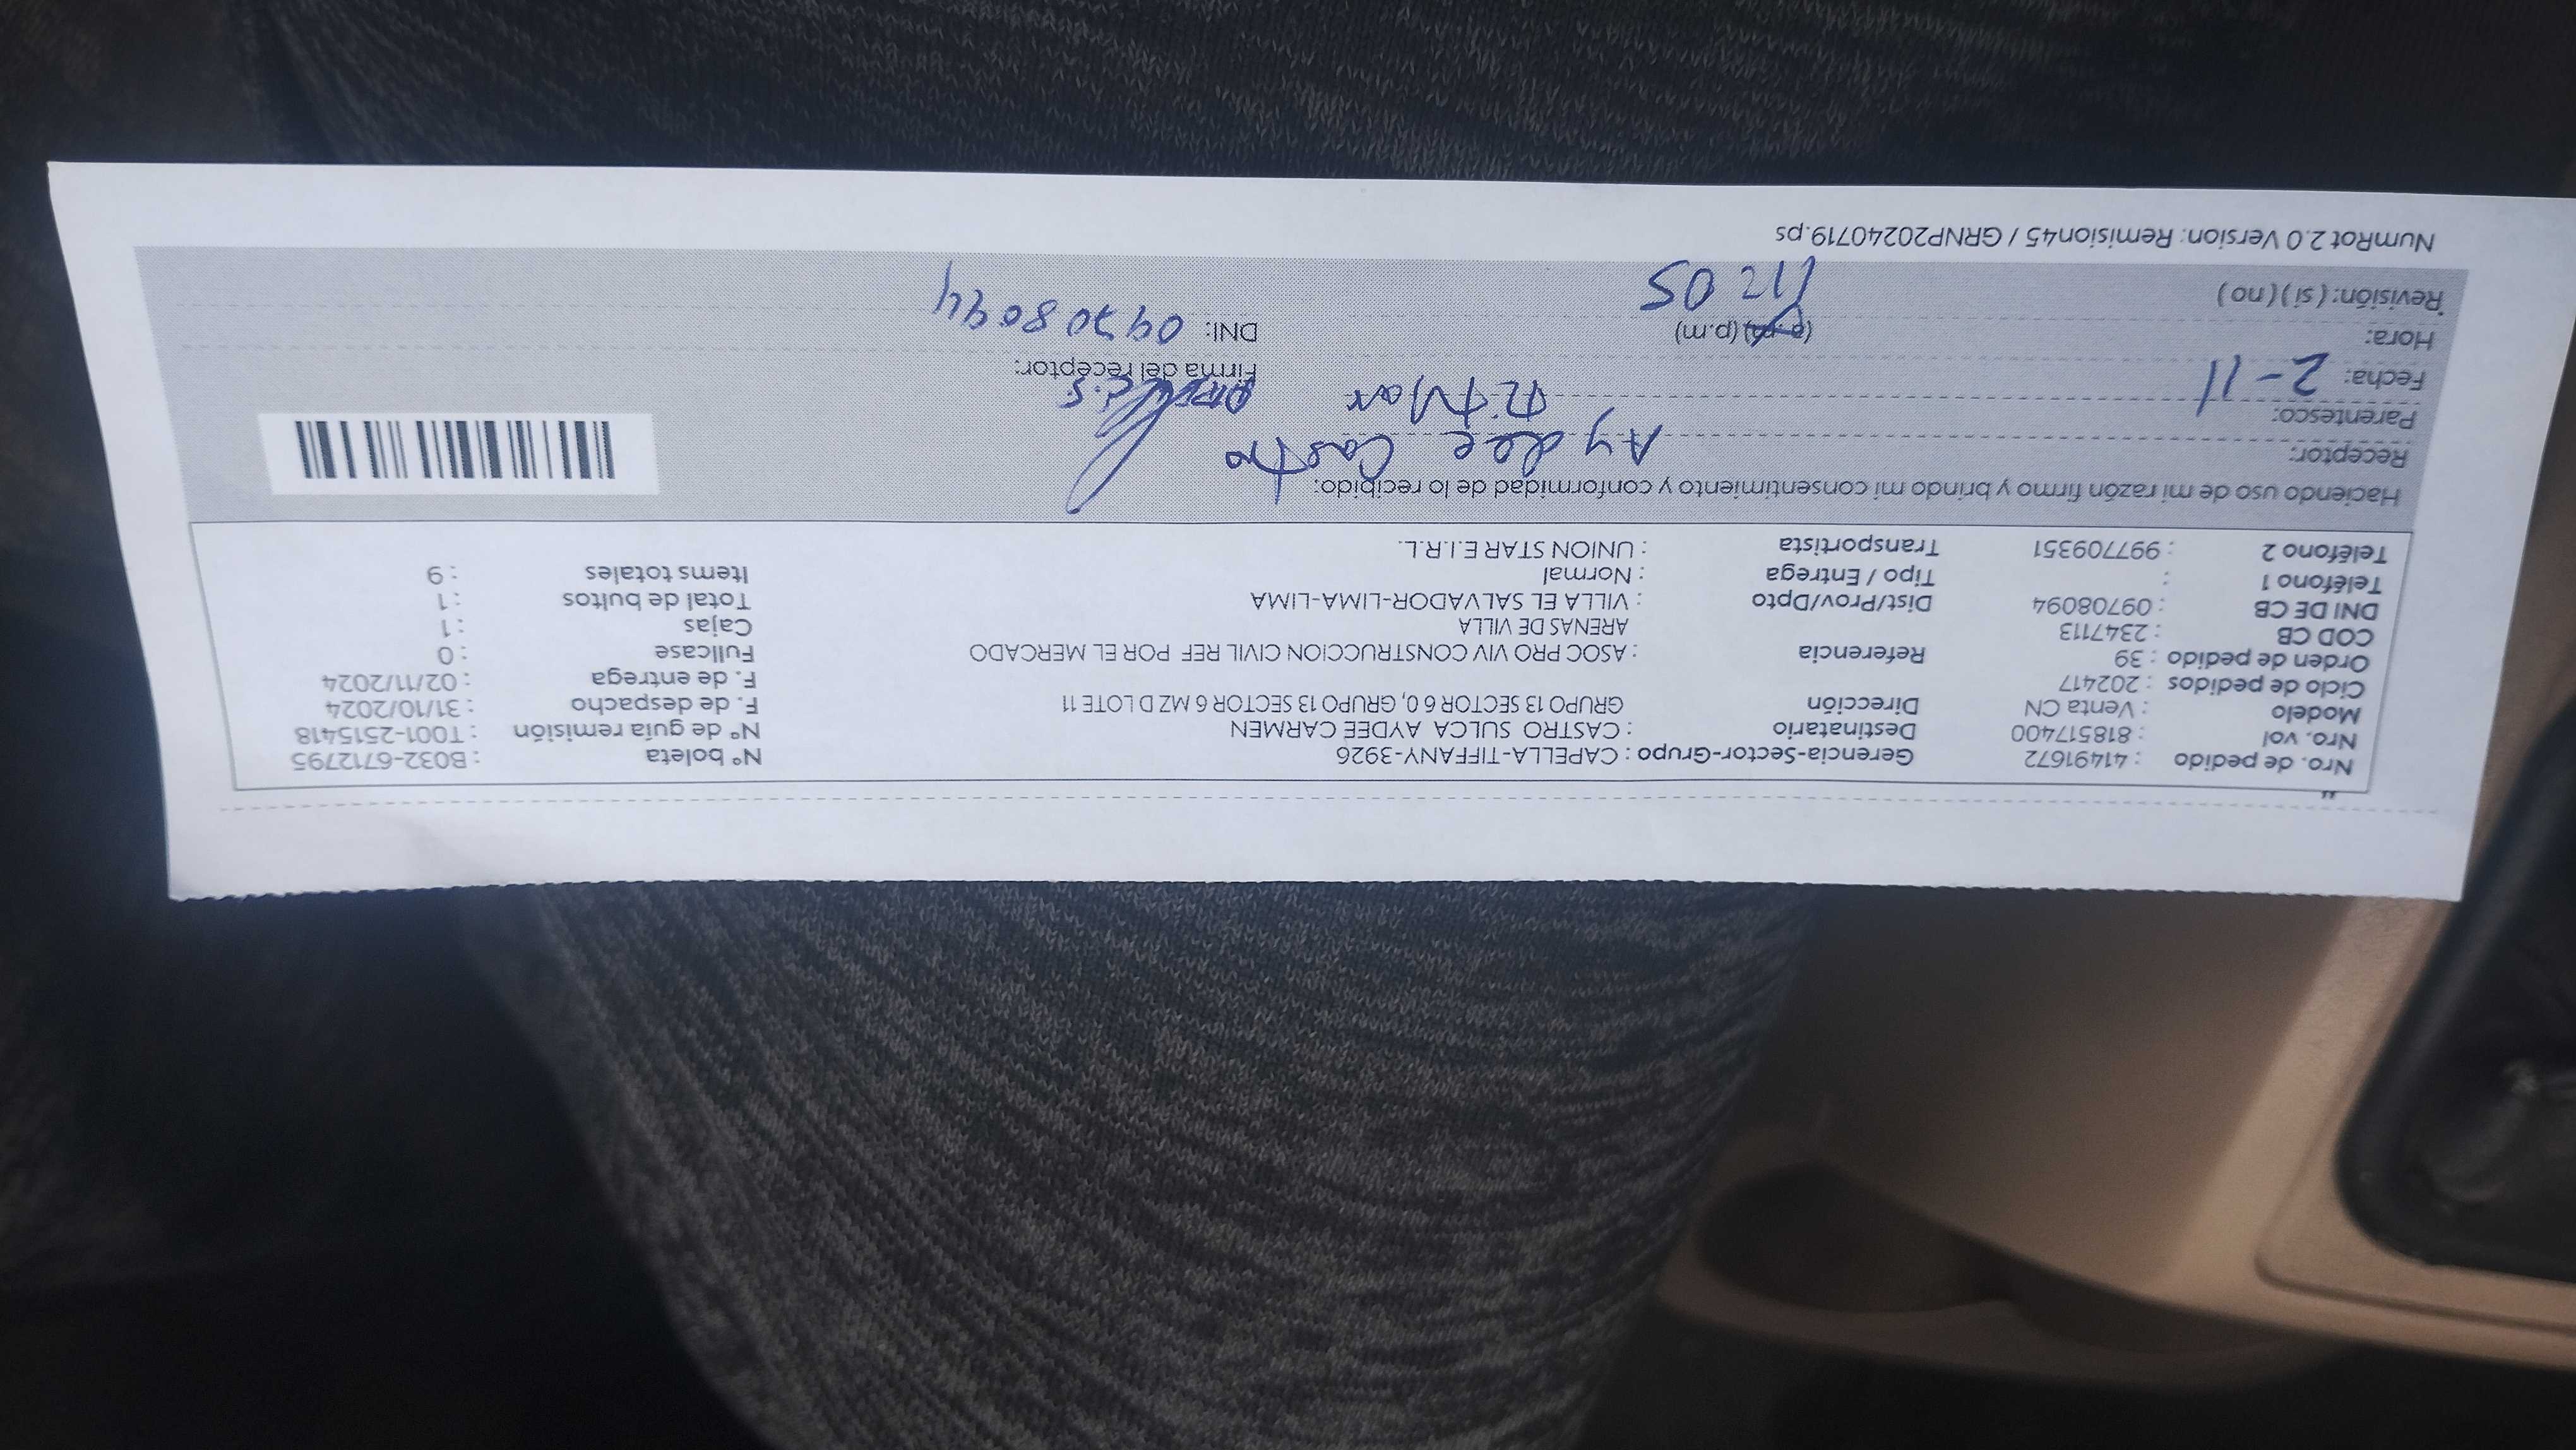 Nro. de pedido : 41491672 Gerencia-Sector-Grupo : CAPELLA-TIFFANY-3926 N° boleta : B032-6712795
Nro. vol : 818517400 Destinatario : CASTRO SULCA AYDEE CARMEN N° de guía remisión : T001-2515418
Modelo : Venta CN Dirección GRUPO 13 SECTOR 6 0, GRUPO 13 SECTOR 6 MZ D LOTE 11 F. de despacho : 31/10/2024
Ciclo de pedidos : 202417 F. de entrega : 02/11/2024
Orden de pedido : 39 Referencia : ASOC PRO VIV CONSTRUCCION CIVIL REF POR EL MERCADO Fullcase : 0
COD CB : 2347113 ARENAS DE VILLA Cajas : 1
DNI DE CB : 09708094 Dist/Prov/Dpto : VILLA EL SALVADOR-LIMA-LIMA Total de bultos : 1
Teléfono 1 : Tipo / Entrega : Normal Items totales : 9
Teléfono 2 : 997709351 Transportista : UNION STAR E.I.R.L.
Haciendo uso de mi razón firmo y brindo mi consentimiento y conformidad de lo recibido:
Receptor: Aydee Castro
Parentesco:
Fecha: 2-11 Firma del receptor:
Hora: (a.m) (p.m) DNI: 09708094
Revisión: ( si ) ( no ) 12 05
NumRot 2.0 Version: Remision45 / GRNP20240719.ps